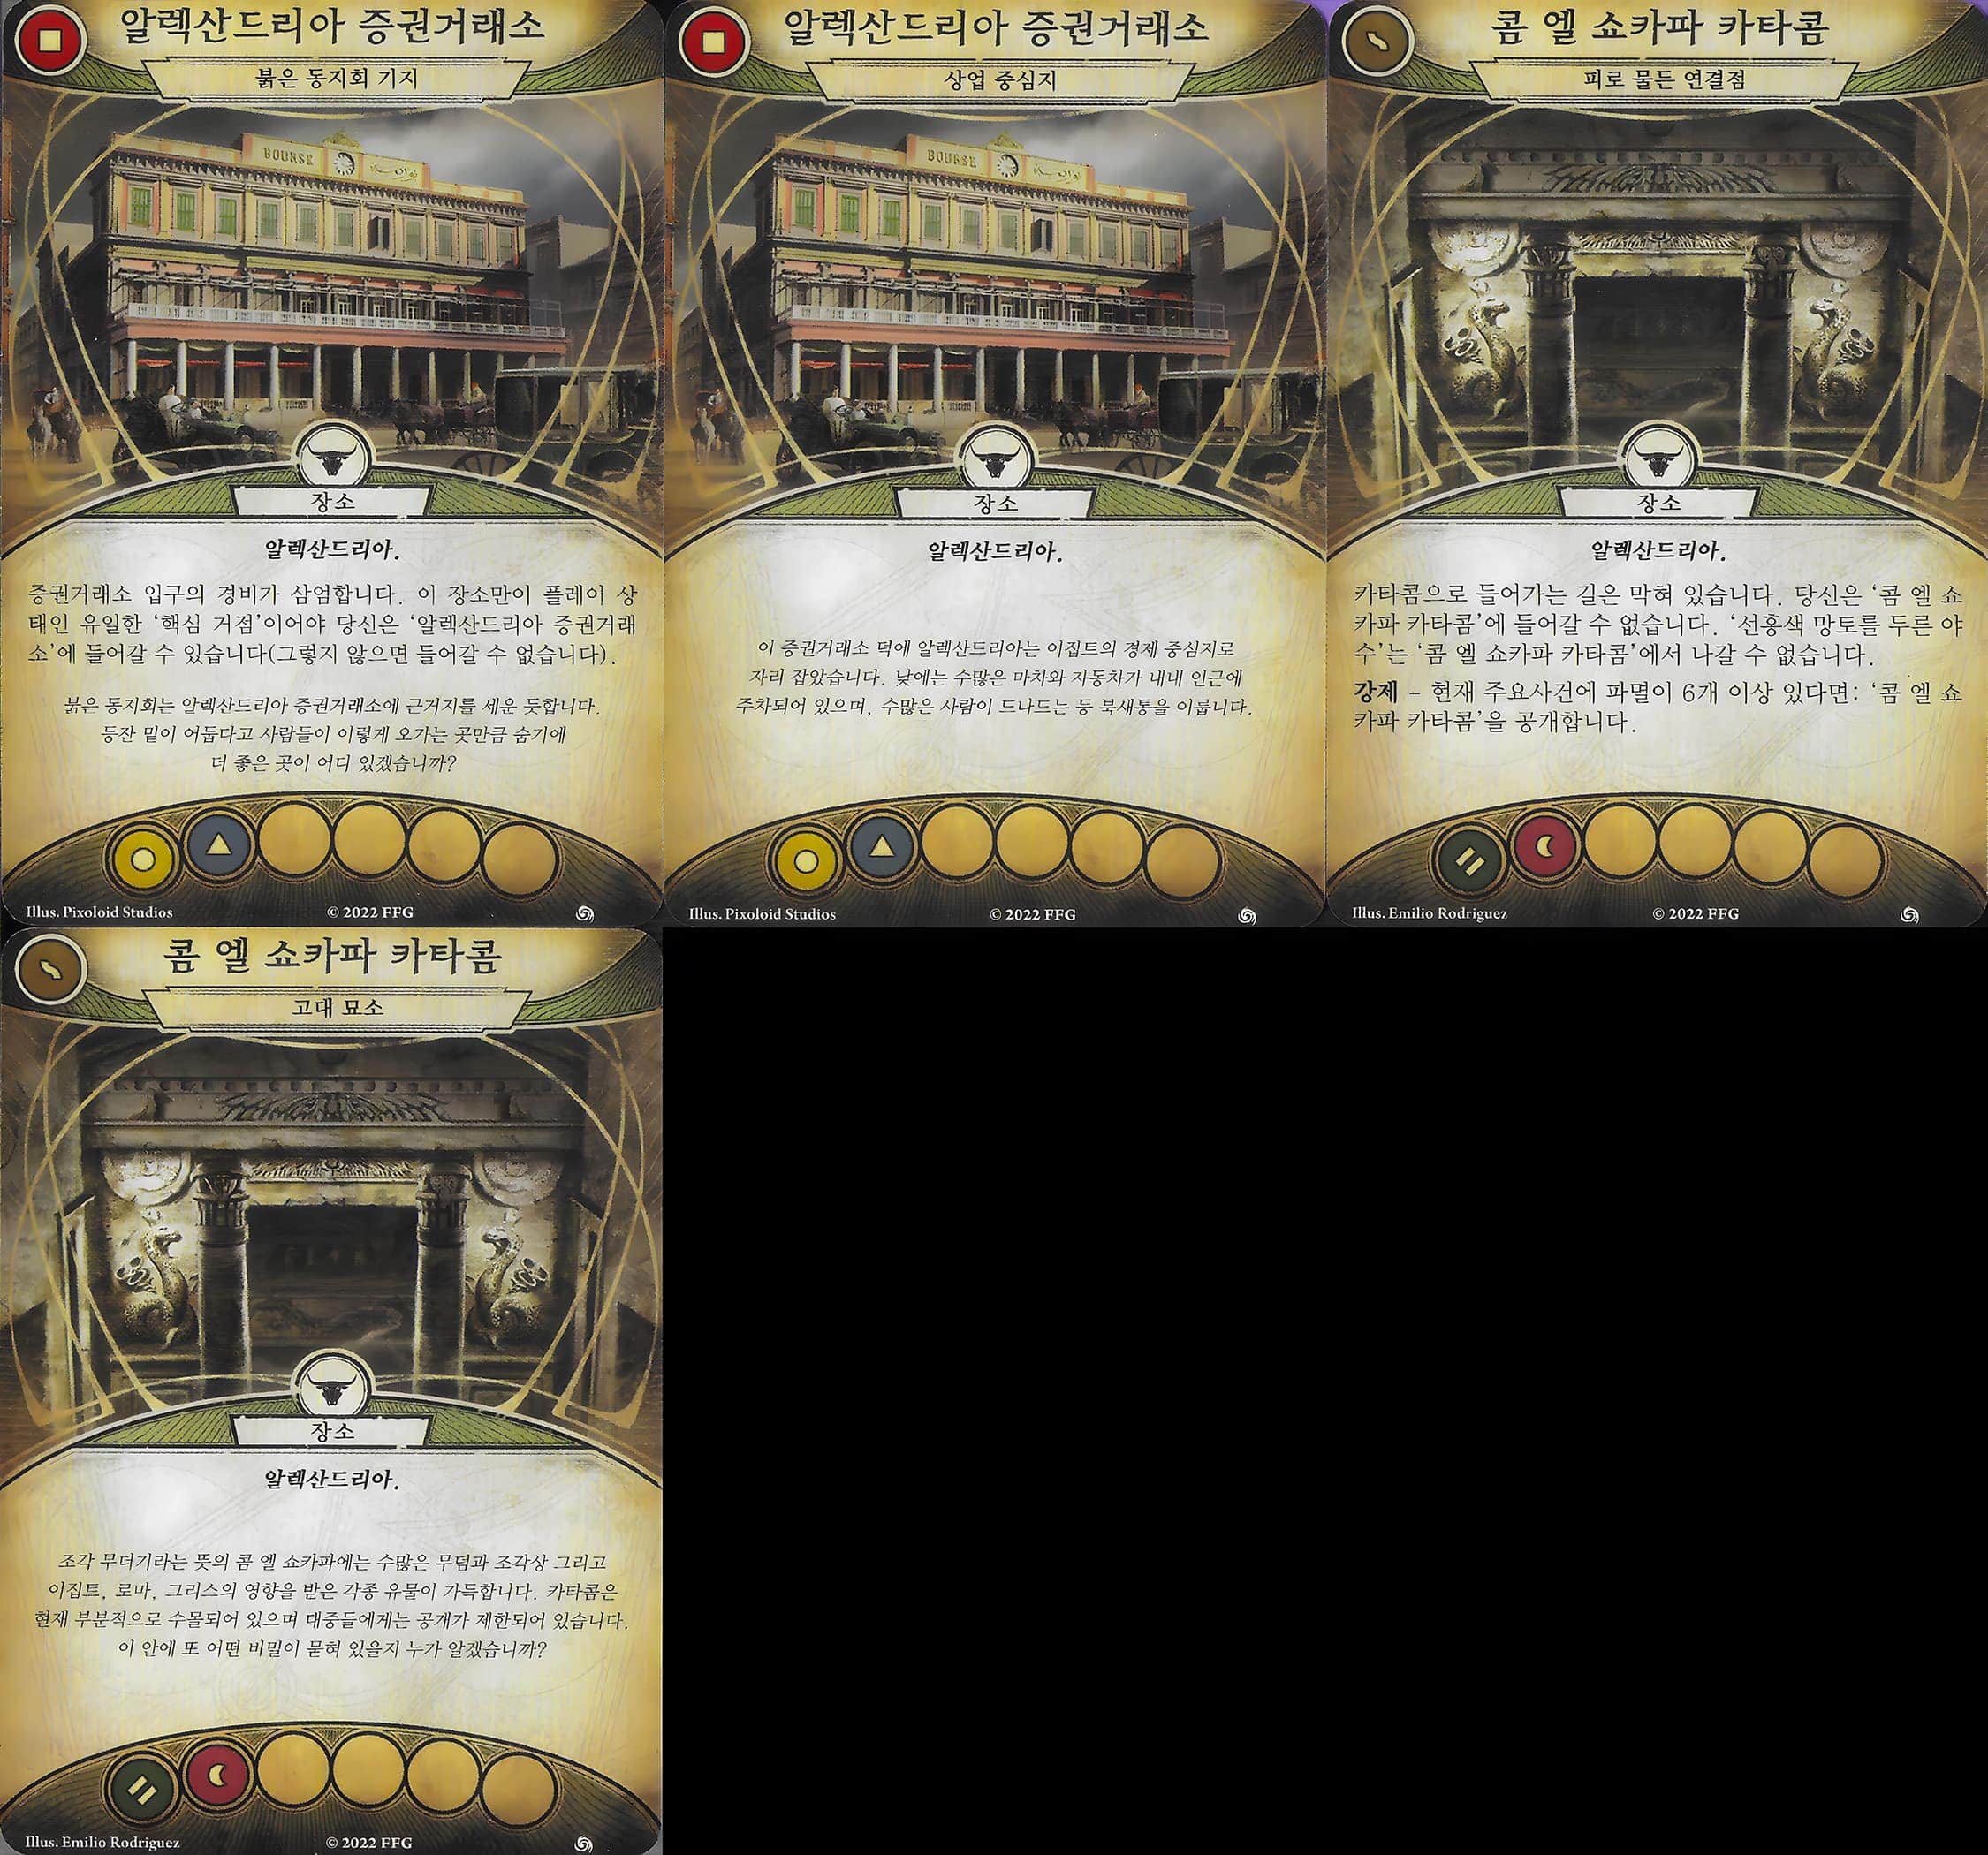 알렉산드리아 증권거래소
붉은 동지회 기지
BOURSE
장소
알렉산드리아.
증권거래소 입구의 경비가 삼엄합니다. 이 장소만이 플레이 상
태인 유일한 ‘핵심 거점’이어야 당신은 ‘알렉산드리아 증권거래
소’에 들어갈 수 있습니다(그렇지 않으면 들어갈 수 없습니다).
붉은 동지회는 알렉산드리아 증권거래소에 근거지를 세운 듯합니다.
등잔 밑이 어둡다고 사람들이 이렇게 오가는 곳만큼 숨기에
더 좋은 곳이 어디 있겠습니까?
Illus. Pixoloid Studios
© 2022 FFG
알렉산드리아 증권거래소
상업 중심지
BOURSE
장소
알렉산드리아.
이 증권거래소 덕에 알렉산드리아는 이집트의 경제 중심지로
자리 잡았습니다. 낮에는 수많은 마차와 자동차가 내내 인근에
주차되어 있으며, 수많은 사람이 드나드는 등 북새통을 이룹니다.
Illus. Pixoloid Studios
© 2022 FFG
콤 엘 쇼카파 카타콤
피로 물든 연결점
장소
알렉산드리아.
카타콤으로 들어가는 길은 막혀 있습니다. 당신은 ‘콤 엘 쇼
카파 카타콤’에 들어갈 수 없습니다. ‘선홍색 망토를 두른 야
수’는 ‘콤 엘 쇼카파 카타콤’에서 나갈 수 없습니다.
강제 – 현재 주요사건에 파멸이 6개 이상 있다면: ‘콤 엘 쇼
카파 카타콤’을 공개합니다.
Illus. Emilio Rodriguez
© 2022 FFG
콤 엘 쇼카파 카타콤
고대 묘소
장소
알렉산드리아.
조각 무더기라는 뜻의 콤 엘 쇼카파에는 수많은 무덤과 조각상 그리고
이집트, 로마, 그리스의 영향을 받은 각종 유물이 가득합니다. 카타콤은
현재 부분적으로 수몰되어 있으며 대중들에게는 공개가 제한되어 있습니다.
이 안에 또 어떤 비밀이 묻혀 있을지 누가 알겠습니까?
Illus. Emilio Rodriguez
© 2022 FFG